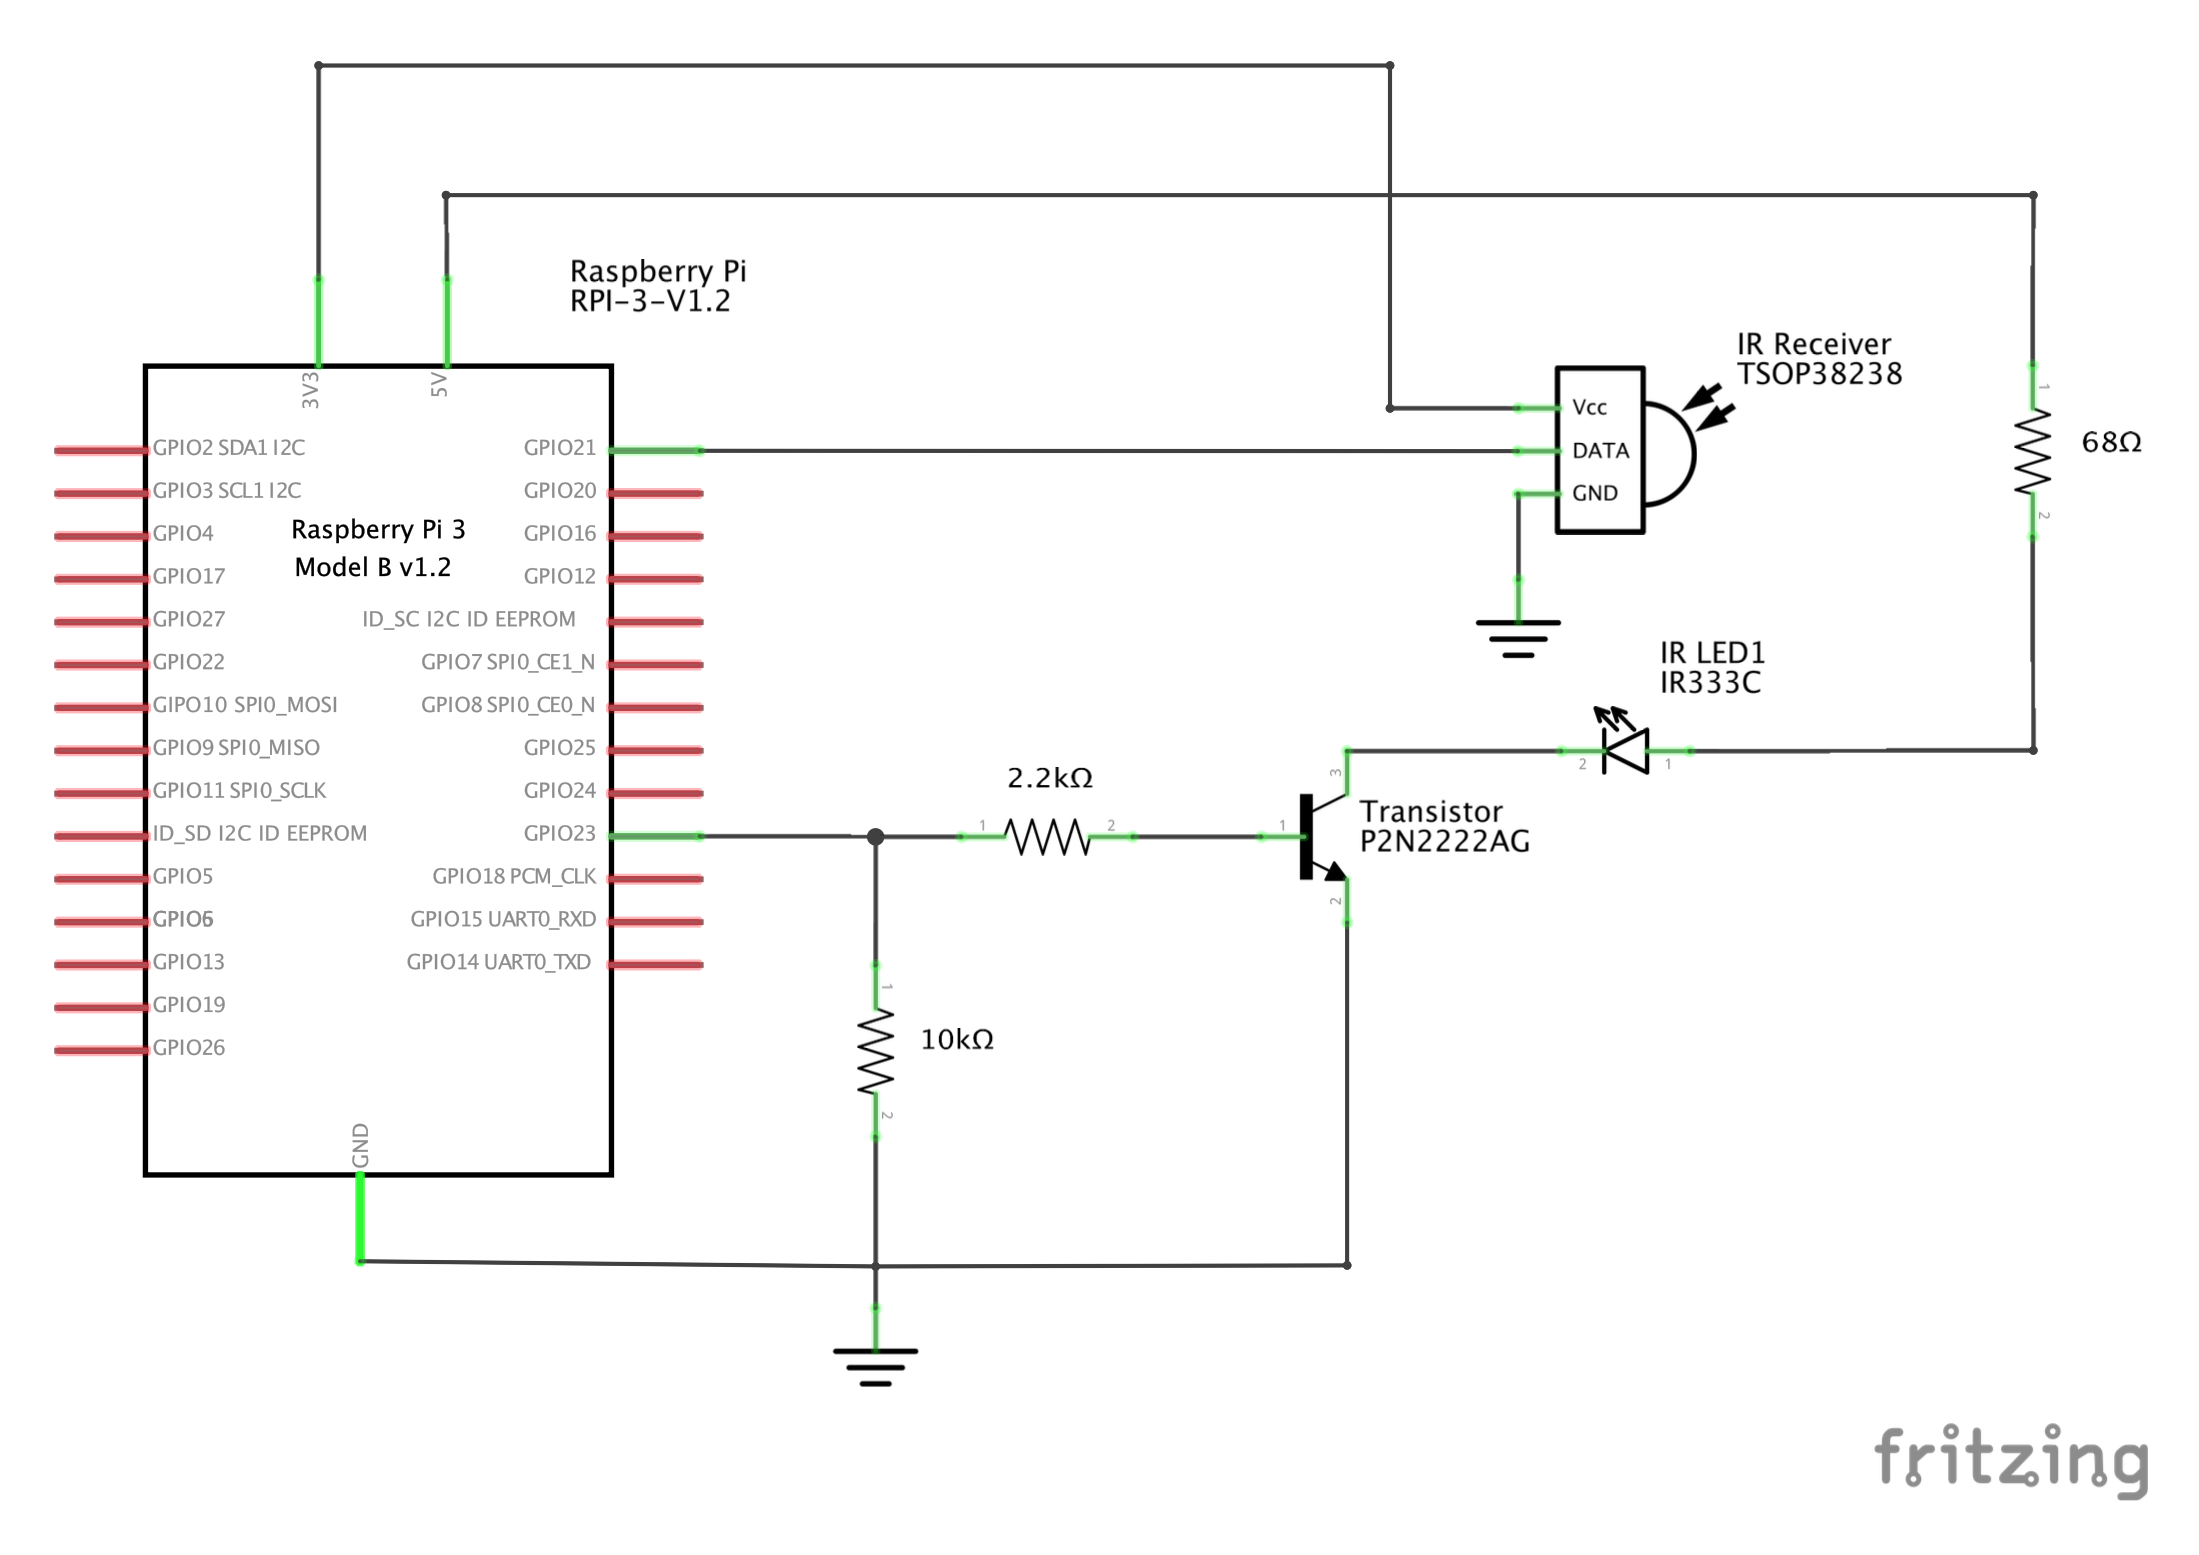 Raspberry Pi
RPI-3-V1.2
3V3
5V
IR Receiver
TSOP38238
Vcc
DATA
GND
1
68Ω
2
GPIO2 SDA1 I2C
GPIO21
GPIO3 SCL1 I2C
GPIO20
Raspberry Pi 3
Model B v1.2
GPIO4
GPIO16
GPIO17
GPIO12
GPIO27
ID_SC I2C ID EEPROM
GPIO22
GPIO7 SPI0_CE1_N
GIPO10 SPI0_MOSI
GPIO8 SPI0_CE0_N
GPIO9 SPI0_MISO
GPIO25
GPIO11 SPI0_SCLK
GPIO24
ID_SD I2C ID EEPROM
GPIO23
GPIO5
GPIO18 PCM_CLK
GPIO6
GPIO15 UART0_RXD
GPIO13
GPIO14 UART0_TXD
GPIO19
GPIO26
GND
IR LED1
IR333C
2
1
2.2kΩ
1
2
3
1
2
Transistor
P2N2222AG
1
10kΩ
2
fritzing